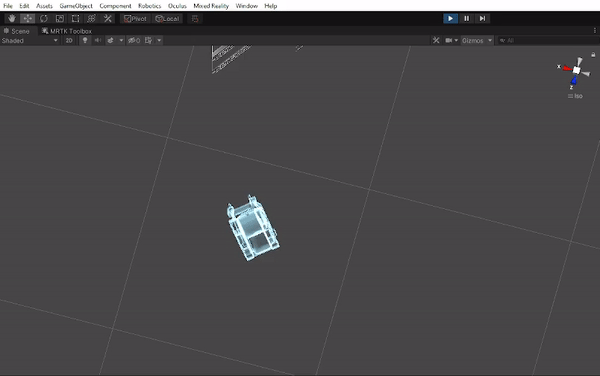 File Edit Assets GameObject Component Robotics Oculus Mixed Reality Window Help
Pivot Local
Scene MRTK Toolbox
Shaded 2D Gizmos All
x
z
Iso